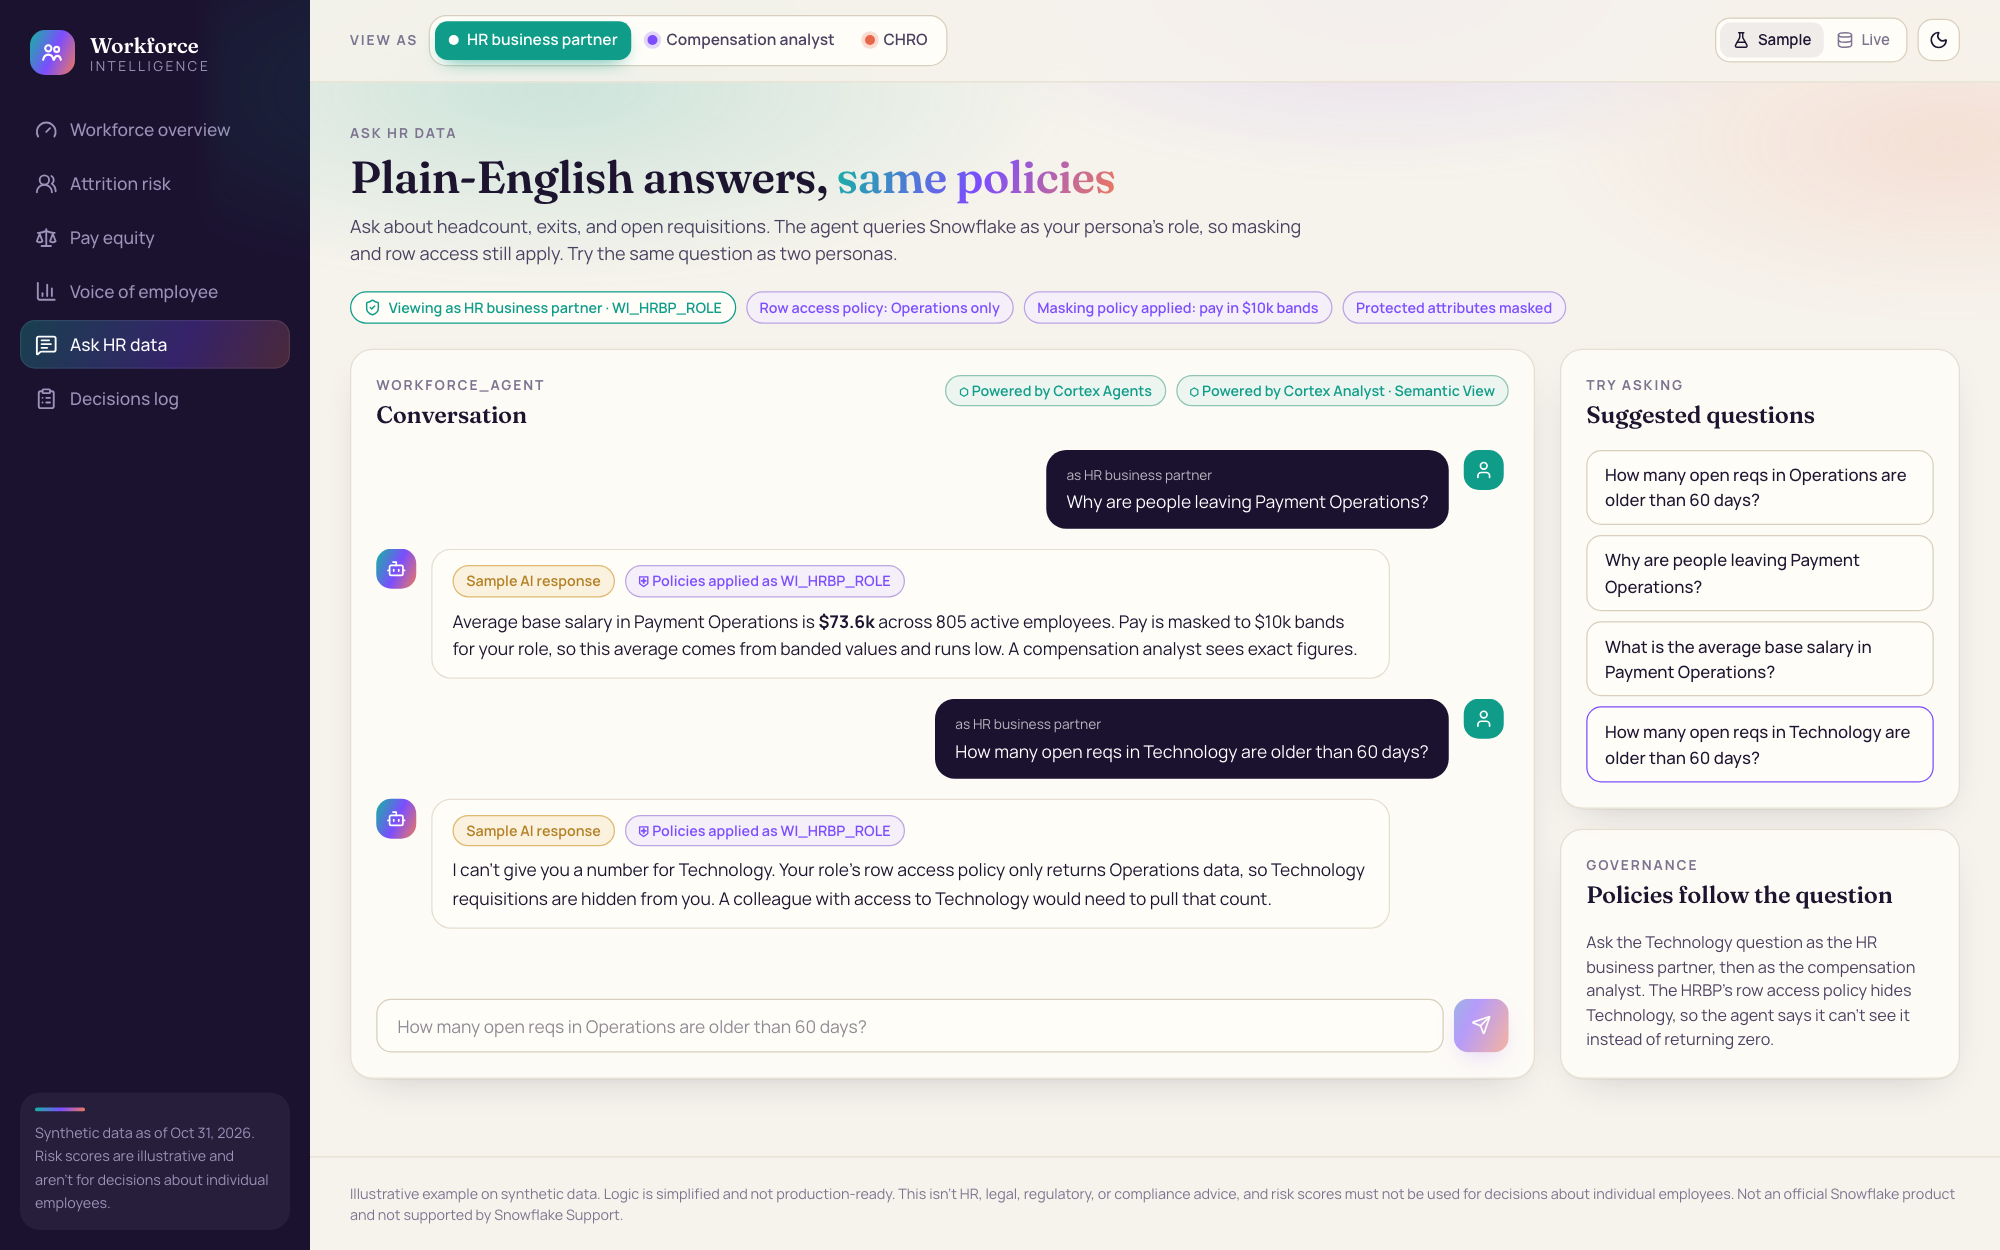 Workforce
INTELLIGENCE
Workforce overview
Attrition risk
Pay equity
Voice of employee
Ask HR data
Decisions log
Synthetic data as of Oct 31, 2026.
Risk scores are illustrative and
aren't for decisions about individual
employees.
VIEW AS
HR business partner
Compensation analyst
CHRO
Sample
Live
ASK HR DATA
Plain-English answers, same policies
Ask about headcount, exits, and open requisitions. The agent queries Snowflake as your persona's role, so masking
and row access still apply. Try the same question as two personas.
Viewing as HR business partner · WI_HRBP_ROLE
Row access policy: Operations only
Masking policy applied: pay in $10k bands
Protected attributes masked
WORKFORCE_AGENT
Conversation
Powered by Cortex Agents
Powered by Cortex Analyst · Semantic View
as HR business partner
Why are people leaving Payment Operations?
Sample AI response
Policies applied as WI_HRBP_ROLE
Average base salary in Payment Operations is $73.6k across 805 active employees. Pay is masked to $10k bands
for your role, so this average comes from banded values and runs low. A compensation analyst sees exact figures.
as HR business partner
How many open reqs in Technology are older than 60 days?
Sample AI response
Policies applied as WI_HRBP_ROLE
I can't give you a number for Technology. Your role's row access policy only returns Operations data, so Technology
requisitions are hidden from you. A colleague with access to Technology would need to pull that count.
How many open reqs in Operations are older than 60 days?
TRY ASKING
Suggested questions
How many open reqs in Operations are
older than 60 days?
Why are people leaving Payment
Operations?
What is the average base salary in
Payment Operations?
How many open reqs in Technology are
older than 60 days?
GOVERNANCE
Policies follow the question
Ask the Technology question as the HR
business partner, then as the compensation
analyst. The HRBP's row access policy hides
Technology, so the agent says it can't see it
instead of returning zero.
Illustrative example on synthetic data. Logic is simplified and not production-ready. This isn't HR, legal, regulatory, or compliance advice, and risk scores must not be used for decisions about individual employees. Not an official Snowflake product
and not supported by Snowflake Support.